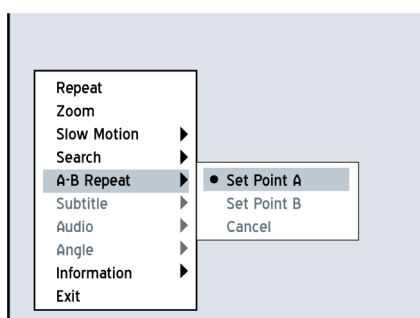 Repeat
Zoom
Slow Motion
Search
A-B Repeat
Subtitle
Audio
Angle
Information
Exit
Set Point A
Set Point B
Cancel